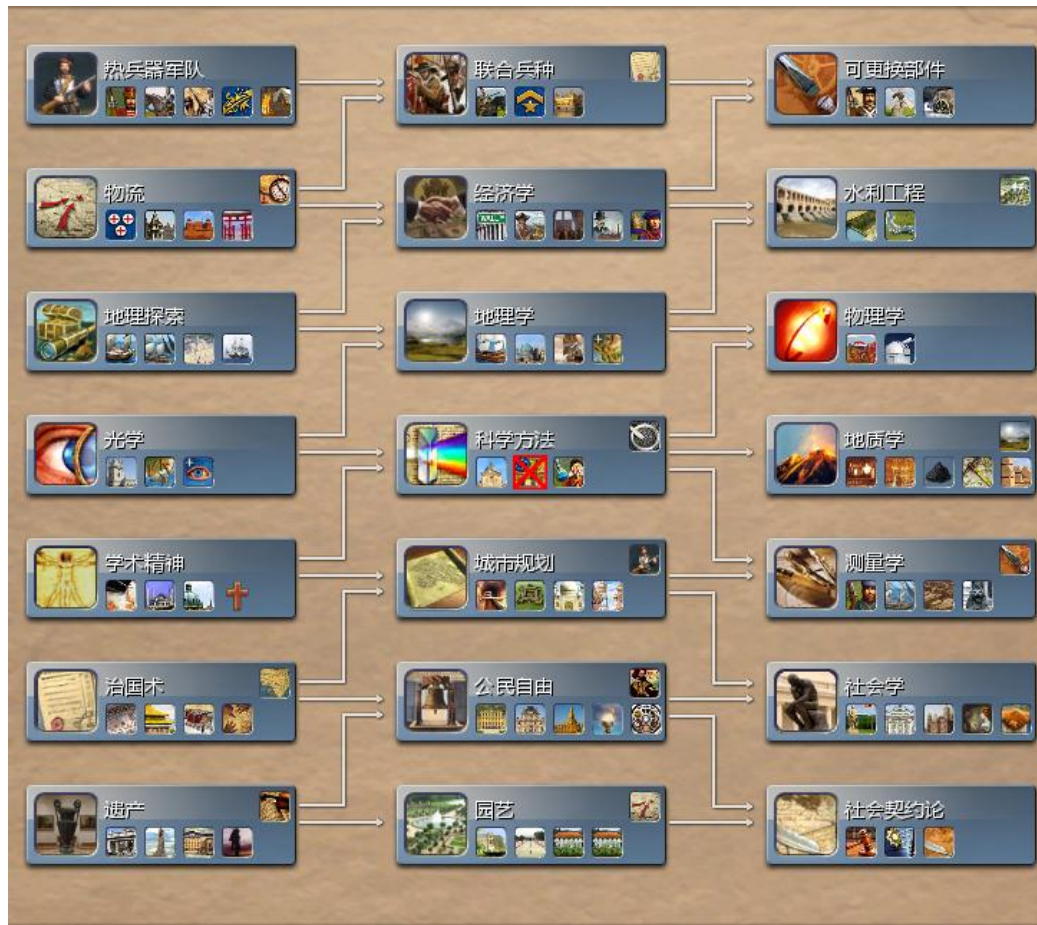 热兵器军队
联合兵种
可更换部件
物流
经济学
水利工程
WALL
地理探索
地理学
物理学
光学
科学方法
地质学
学术精神
城市规划
测量学
治国术
公民自由
社会学
遗产
园艺
社会契约论